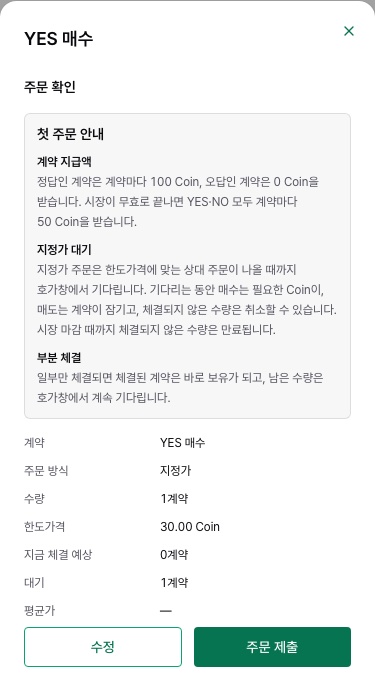 YES 매수
주문 확인
첫 주문 안내
계약 지급액
정답인 계약은 계약마다 100 Coin, 오답인 계약은 0 Coin을
받습니다. 시장이 무효로 끝나면 YES·NO 모두 계약마다
50 Coin을 받습니다.
지정가 대기
지정가 주문은 한도가격에 맞는 상대 주문이 나올 때까지
호가창에서 기다립니다. 기다리는 동안 매수는 필요한 Coin이,
매도는 계약이 잠기고, 체결되지 않은 수량은 취소할 수 있습니다.
시장 마감 때까지 체결되지 않은 수량은 만료됩니다.
부분 체결
일부만 체결되면 체결된 계약은 바로 보유가 되고, 남은 수량은
호가창에서 계속 기다립니다.
계약 YES 매수
주문 방식 지정가
수량 1계약
한도가격 30.00 Coin
지금 체결 예상 0계약
대기 1계약
평균가 —
수정 주문 제출